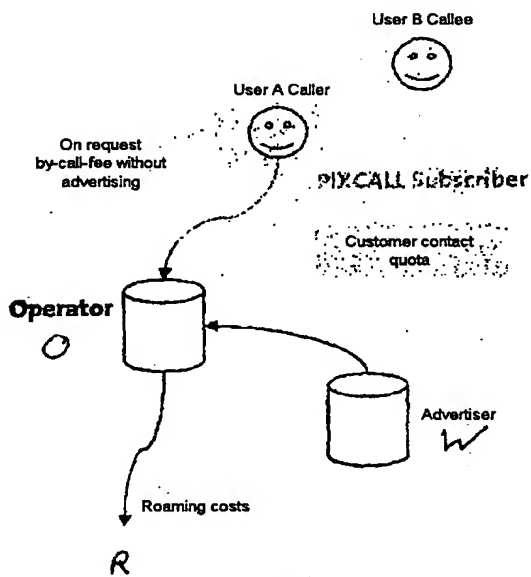 User B Callee
User A Caller
On request
by-call-fee without
advertising
PIXCALL Subscriber
Customer contact
quota
Operator
O
Advertiser
W
Roaming costs
R